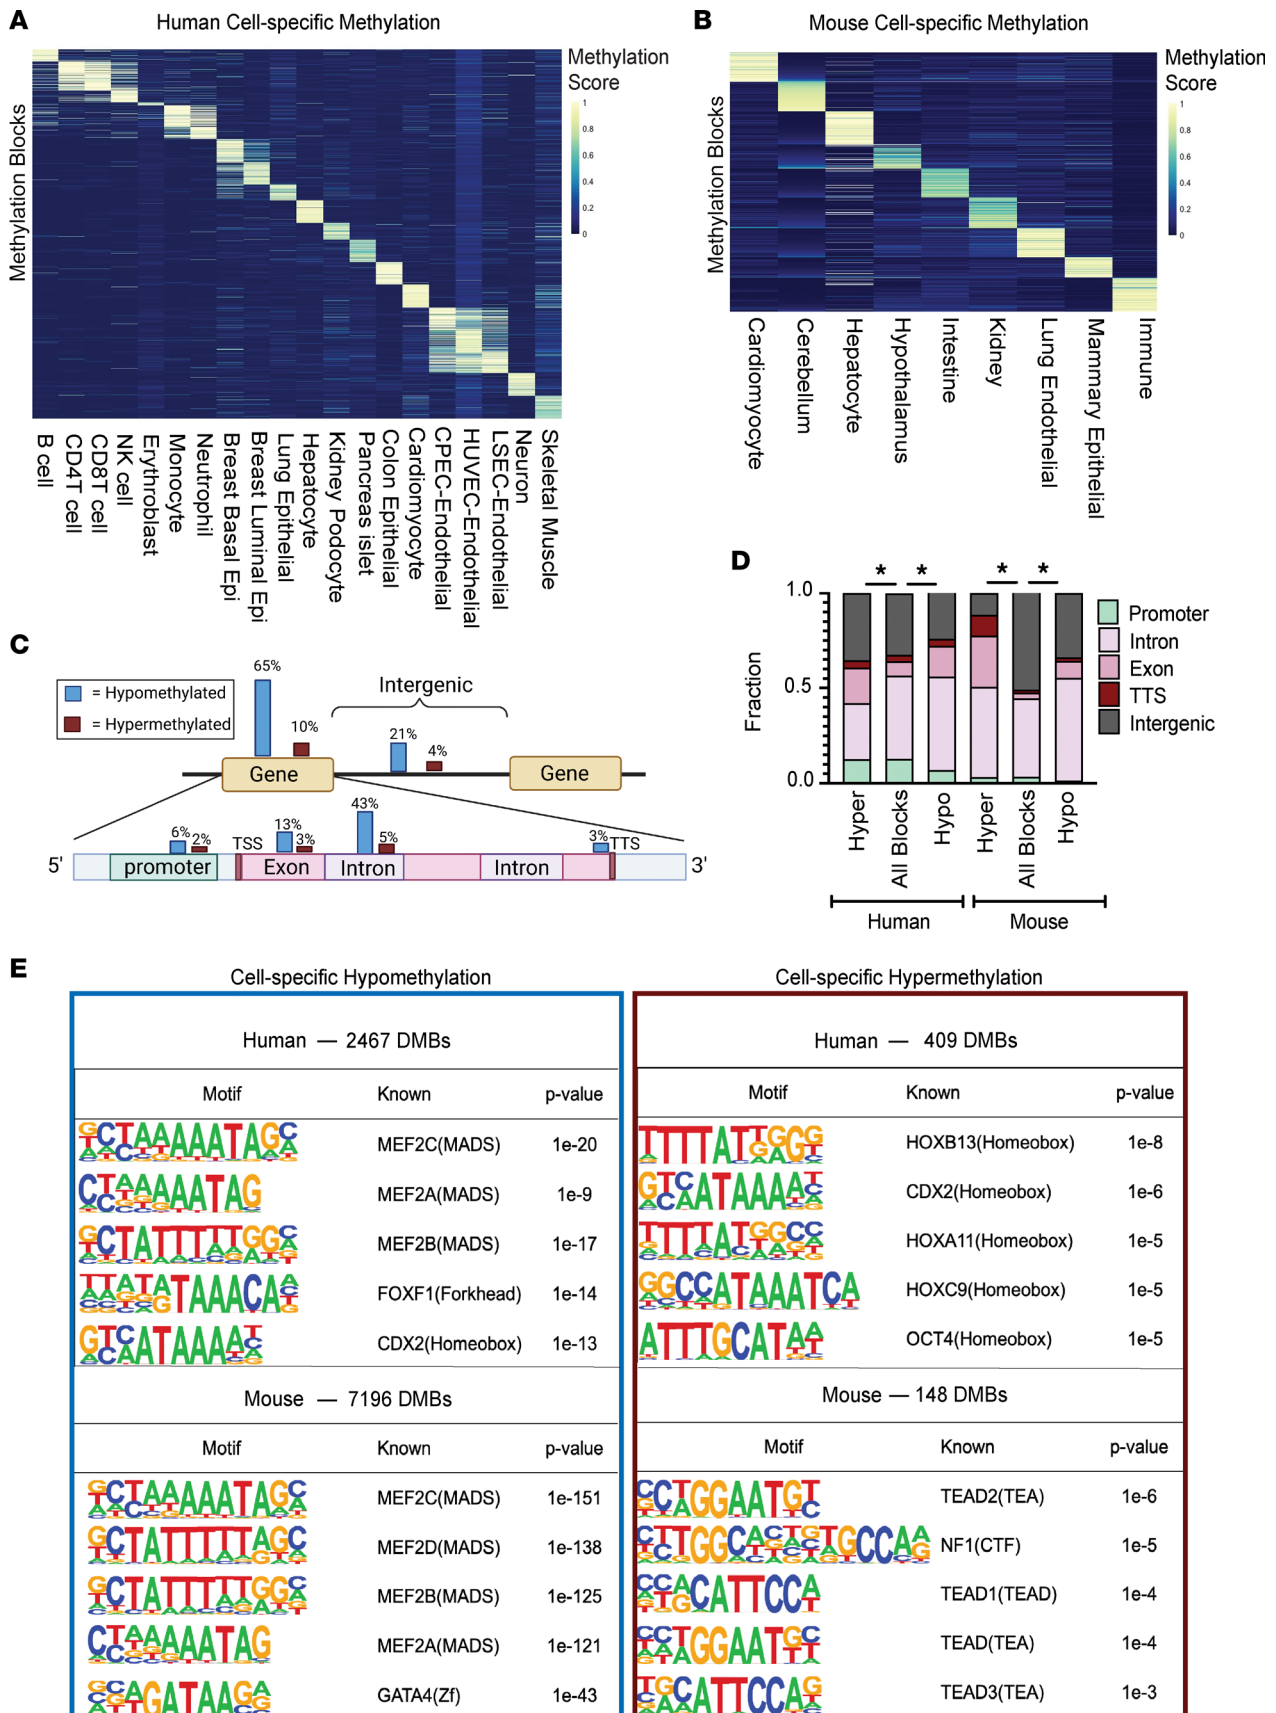 A
Human Cell-specific Methylation
Methylation Blocks
Methylation
Score
1
0.8
0.6
0.4
0.2
0
B cell
CD4T cell
CD8T cell
NK cell
Erythroblast
Monocyte
Neutrophil
Breast Basal Epi
Breast Luminal Epi
Lung Epithelial
Hepatocyte
Kidney Podocyte
Pancreas islet
Colon Epithelial
Cardiomyocyte
CPEC-Endothelial
HUVEC-Endothelial
LSEC-Endothelial
Neuron
Skeletal Muscle
B
Mouse Cell-specific Methylation
Methylation Blocks
Methylation
Score
1
0.8
0.6
0.4
0.2
0
Cardiomyocyte
Cerebellum
Hepatocyte
Hypothalamus
Intestine
Kidney
Lung Endothelial
Mammary Epithelial
Immune
C
= Hypomethylated
= Hypermethylated
65%
10%
Intergenic
21%
4%
Gene
Gene
6%
2%
TSS
13%
3%
43%
5%
3%
TTS
5'
promoter
Exon
Intron
Intron
3'
D
* * * *
Fraction
1.0
0.5
0.0
Promoter
Intron
Exon
TTS
Intergenic
Hyper
All Blocks
Hypo
Hyper
All Blocks
Hypo
Human
Mouse
E
Cell-specific Hypomethylation
Human — 2467 DMBs
Motif Known p-value
MEF2C(MADS) 1e-20
MEF2A(MADS) 1e-9
MEF2B(MADS) 1e-17
FOXF1(Forkhead) 1e-14
CDX2(Homeobox) 1e-13
Mouse — 7196 DMBs
Motif Known p-value
MEF2C(MADS) 1e-151
MEF2D(MADS) 1e-138
MEF2B(MADS) 1e-125
MEF2A(MADS) 1e-121
GATA4(Zf) 1e-43
Cell-specific Hypermethylation
Human — 409 DMBs
Motif Known p-value
HOXB13(Homeobox) 1e-8
CDX2(Homeobox) 1e-6
HOXA11(Homeobox) 1e-5
HOXC9(Homeobox) 1e-5
OCT4(Homeobox) 1e-5
Mouse — 148 DMBs
Motif Known p-value
TEAD2(TEA) 1e-6
NF1(CTF) 1e-5
TEAD1(TEAD) 1e-4
TEAD(TEA) 1e-4
TEAD3(TEA) 1e-3